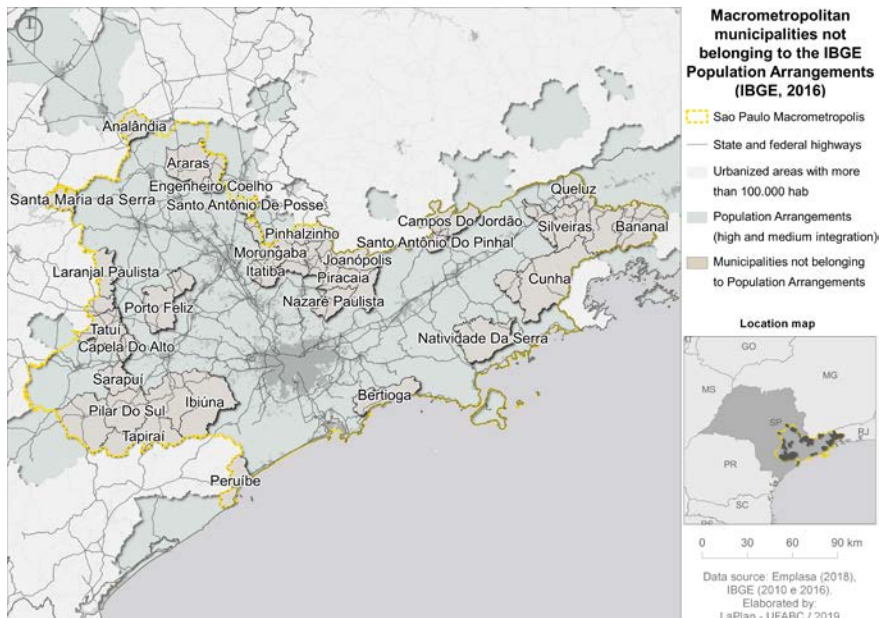 Macrometropolitan
municipalities not
belonging to the IBGE
Population Arrangements
(IBGE, 2016)
Sao Paulo Macrometropolis
State and federal highways
Urbanized areas with more
than 100.000 hab
Population Arrangements
(high and medium integration)
Municipalities not belonging
to Population Arrangements
Analândia
Araras
Engenheiro Coelho
Santa Maria da Serra
Santo Antônio De Posse
Queluz
Campos Do Jordão
Pinhalzinho
Silveiras
Bananal
Santo Antônio Do Pinhal
Morungaba
Joanópolis
Laranjal Paulista
Itatiba
Piracaia
Cunha
Porto Feliz
Nazaré Paulista
Tatuí
Natividade Da Serra
Capela Do Alto
Sarapuí
Ibiúna
Bertioga
Pilar Do Sul
Tapiraí
Peruíbe
Location map
GO
MS
MG
SP
RJ
PR
SC
0 30 60 90 km
Data source: Emplasa (2018),
IBGE (2010 e 2016).
Elaborated by:
LaPlan - UFABC / 2019